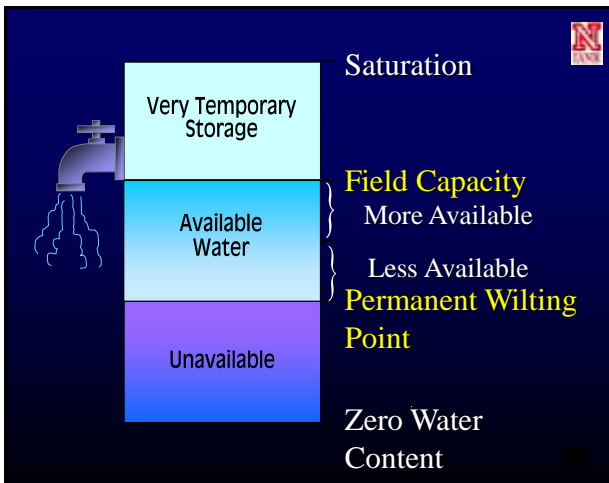 Saturation
N
IANR
Very Temporary
Storage
Field Capacity
More Available
Available
Water
Less Available
Permanent Wilting
Point
Unavailable
Zero Water
Content